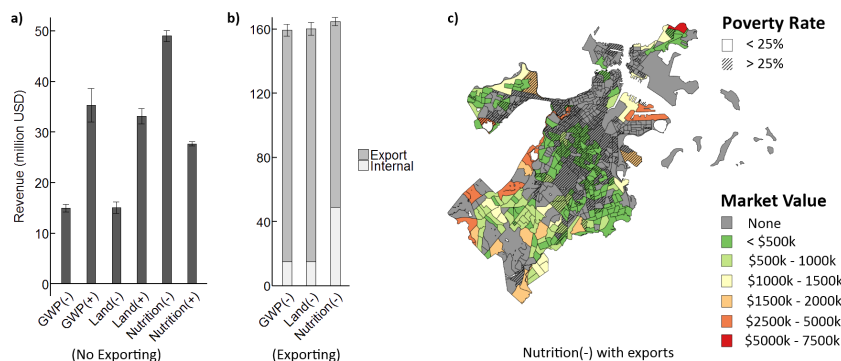 a)
Revenue (million USD)
50
40
30
20
10
0
GWP(-)
GWP(+)
Land(-)
Land(+)
Nutrition(-)
Nutrition(+)
(No Exporting)
b)
160
120
80
40
0
Export
Internal
GWP(-)
Land(-)
Nutrition(-)
(Exporting)
c)
Poverty Rate
< 25%
> 25%
Market Value
None
< $500k
$500k - 1000k
$1000k - 1500k
$1500k - 2000k
$2500k - 5000k
$5000k - 7500k
Nutrition(-) with exports